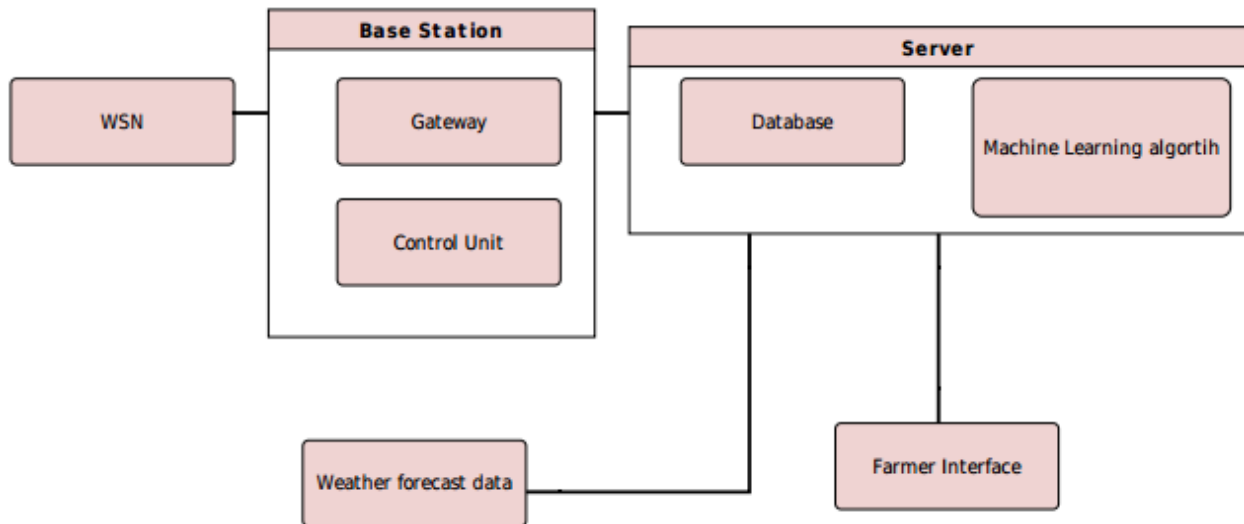 Base Station
Server
WSN
Gateway
Database
Machine Learning algortih
Control Unit
Weather forecast data
Farmer Interface